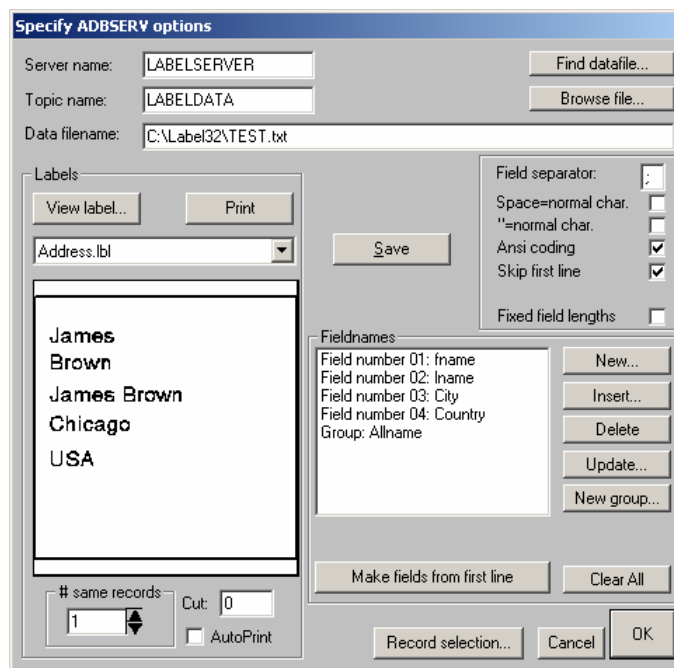 Specify ADBSERV options
Server name: LABELSERVER
Find datafile...
Topic name: LABELDATA
Browse file...
Data filename: C:\Label32\TEST.txt
Labels
View label...
Print
Address.lbl
James
Brown
James Brown
Chicago
USA
# same records
1
Cut: 0
AutoPrint
Save
Field separator: ;
Space=normal char.
"=normal char.
Ansi coding
Skip first line
Fixed field lengths
Fieldnames
Field number 01: fname
Field number 02: lname
Field number 03: City
Field number 04: Country
Group: Allname
New...
Insert...
Delete
Update...
New group...
Make fields from first line
Clear All
Record selection...
Cancel
OK